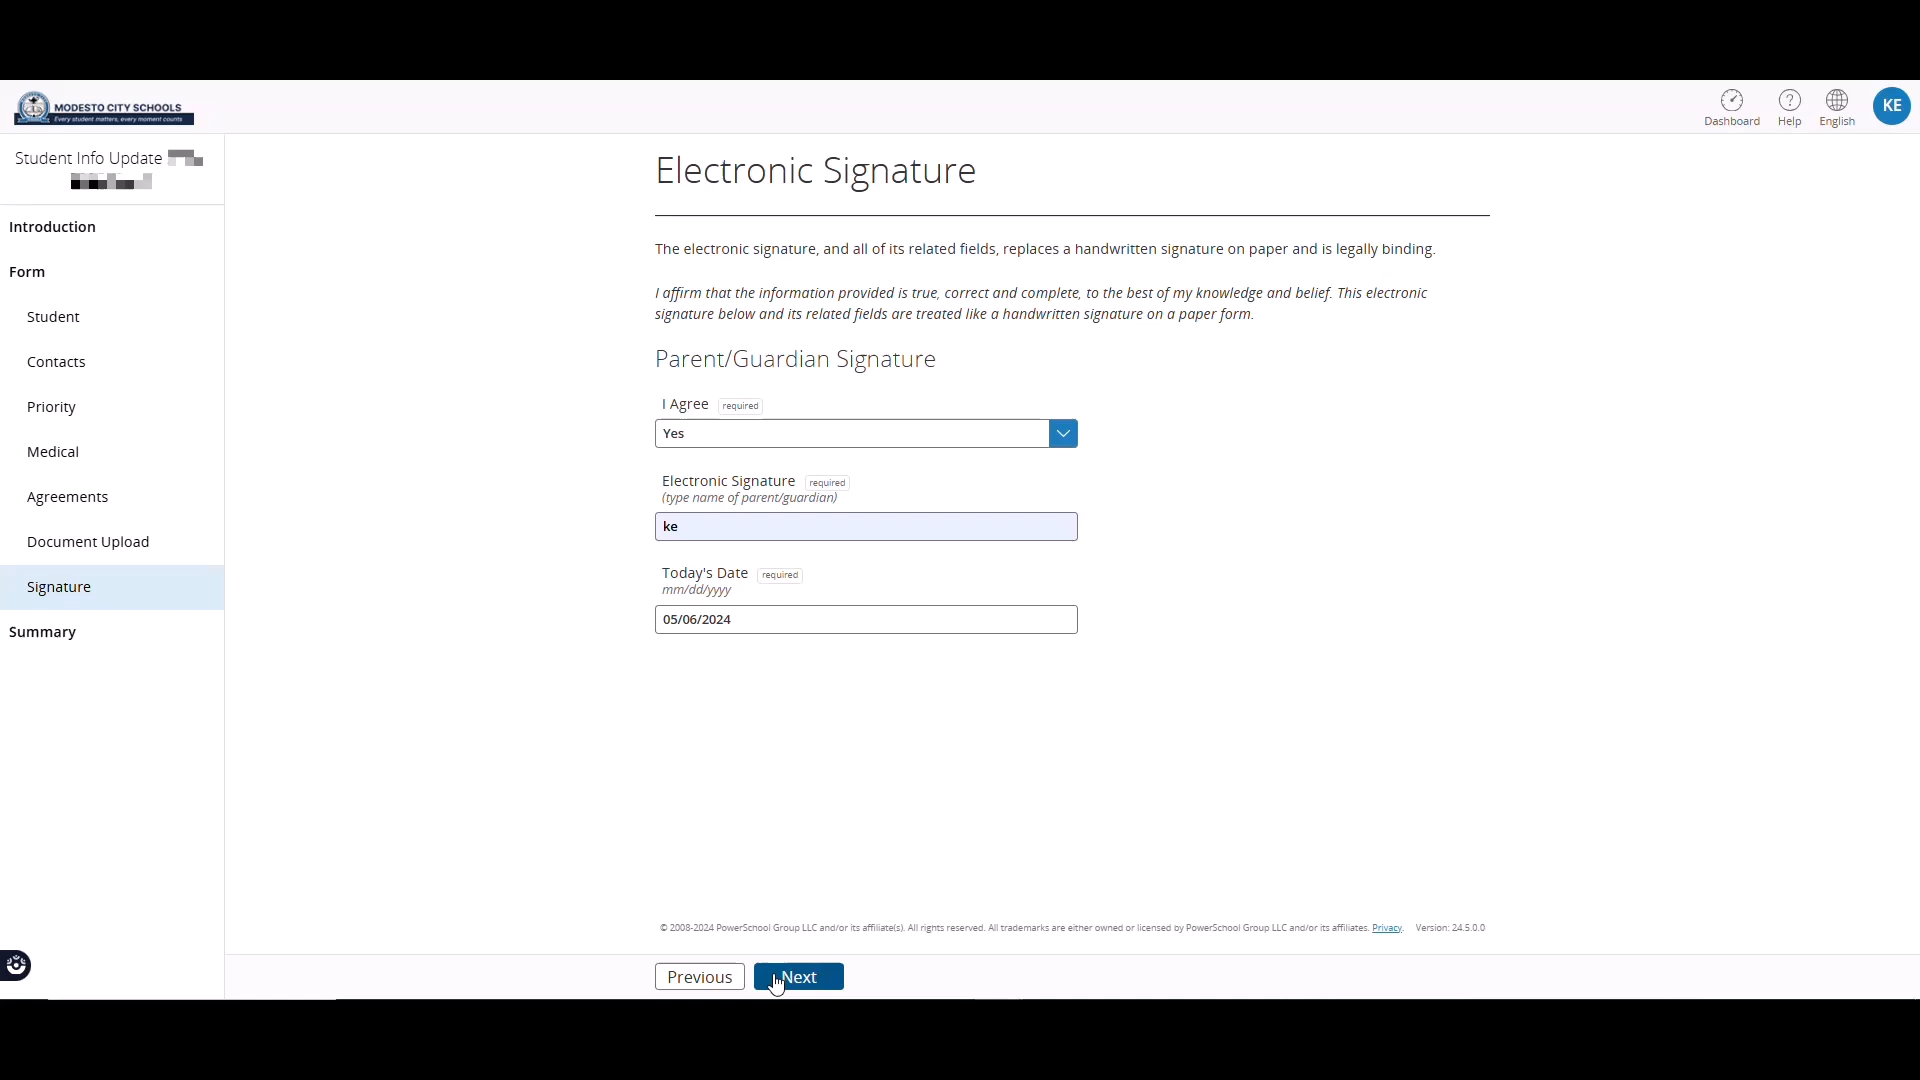 MODESTO CITY SCHOOLS
Every student matters, every moment counts
Dashboard
Help
English
KE
Student Info Update
Introduction
Form
Student
Contacts
Priority
Medical
Agreements
Document Upload
Signature
Summary
Electronic Signature
The electronic signature, and all of its related fields, replaces a handwritten signature on paper and is legally binding.
I affirm that the information provided is true, correct and complete, to the best of my knowledge and belief. This electronic
signature below and its related fields are treated like a handwritten signature on a paper form.
Parent/Guardian Signature
I Agree required
Yes
Electronic Signature required
(type name of parent/guardian)
ke
Today's Date required
mm/dd/yyyy
05/06/2024
© 2008-2024 PowerSchool Group LLC and/or its affiliate(s). All rights reserved. All trademarks are either owned or licensed by PowerSchool Group LLC and/or its affiliates. Privacy. Version: 24.5.0.0
Previous
Next